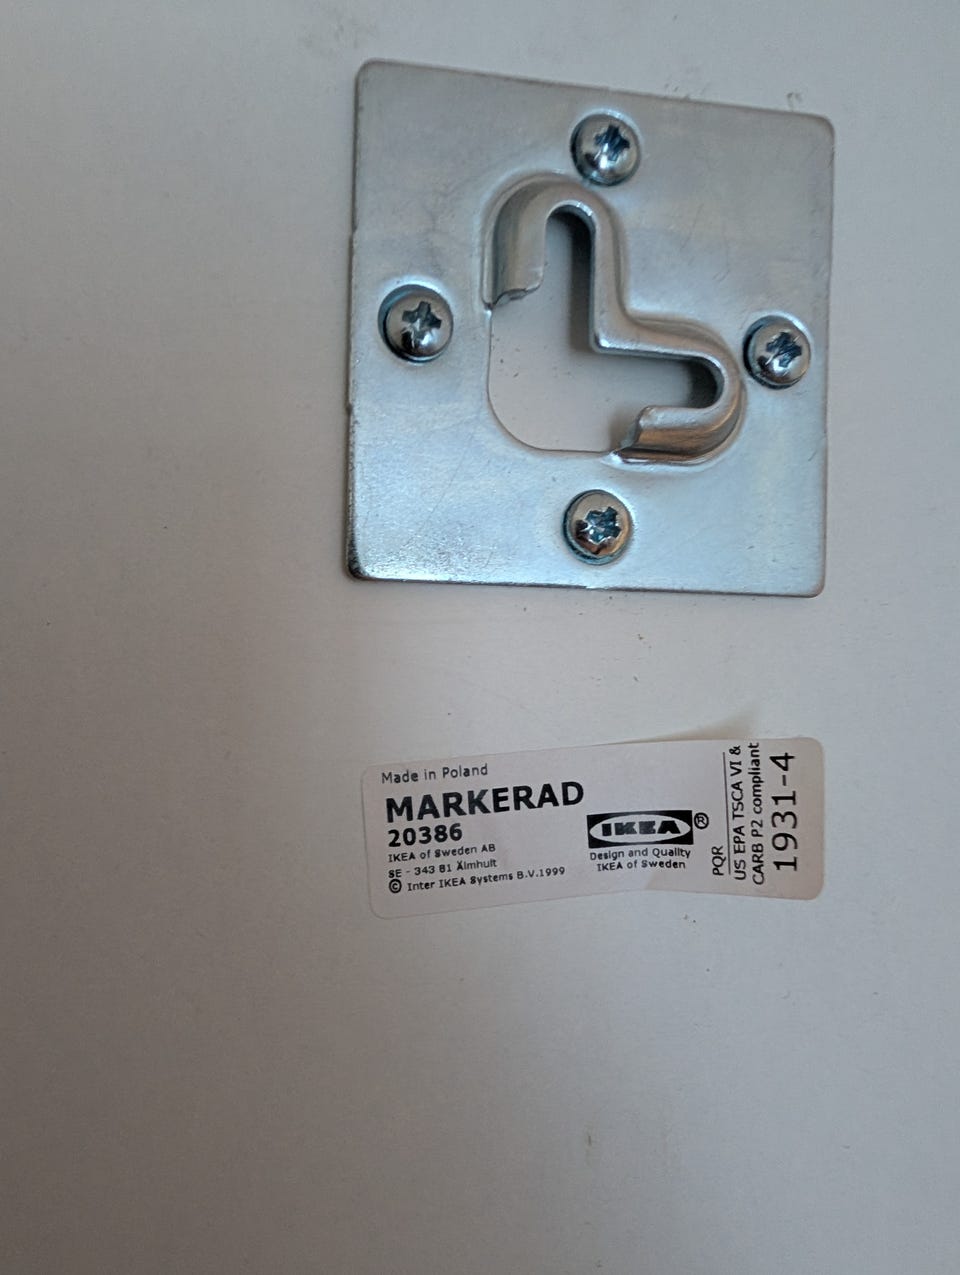 Made in Poland
MARKERAD
20386
IKEA of Sweden AB
SE - 343 81 Älmhult
© Inter IKEA Systems B.V.1999
IKEA®
Design and Quality
IKEA of Sweden
PQR
US EPA TSCA VI &
CARB P2 compliant
1931-4